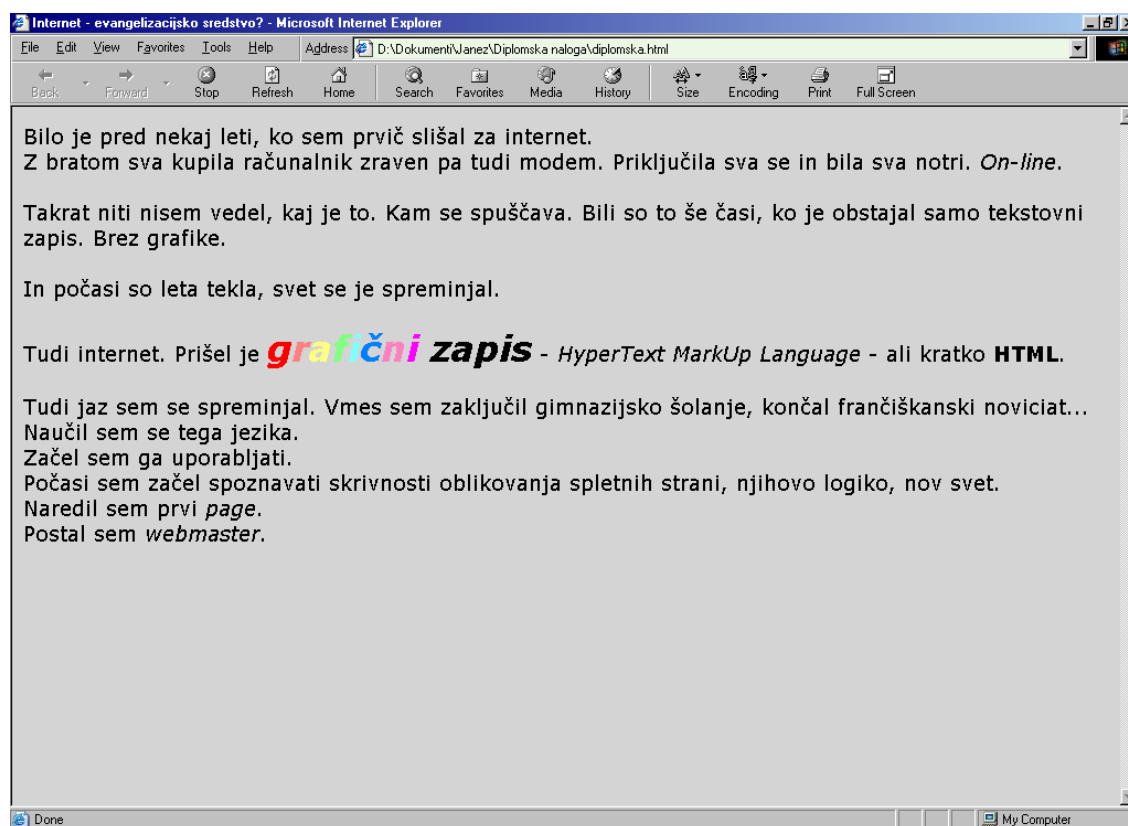 Internet - evangelizacijsko sredstvo? - Microsoft Internet Explorer
File Edit View Favorites Tools Help Address D:\Dokumenti\Janez\Diplomska naloga\diplomska.html
Back Forward Stop Refresh Home Search Favorites Media History Size Encoding Print Full Screen
Bilo je pred nekaj leti, ko sem prvič slišal za internet.
Z bratom sva kupila računalnik zraven pa tudi modem. Priključila sva se in bila sva notri. On-line.
Takrat niti nisem vedel, kaj je to. Kam se spuščava. Bili so to še časi, ko je obstajal samo tekstovni
zapis. Brez grafike.
In počasi so leta tekla, svet se je spreminjal.
Tudi internet. Prišel je grafični zapis - HyperText MarkUp Language - ali kratko HTML.
Tudi jaz sem se spreminjal. Vmes sem zaključil gimnazijsko šolanje, končal frančiškanski noviciat...
Naučil sem se tega jezika.
Začel sem ga uporabljati.
Počasi sem začel spoznavati skrivnosti oblikovanja spletnih strani, njihovo logiko, nov svet.
Naredil sem prvi page.
Postal sem webmaster.
Done My Computer